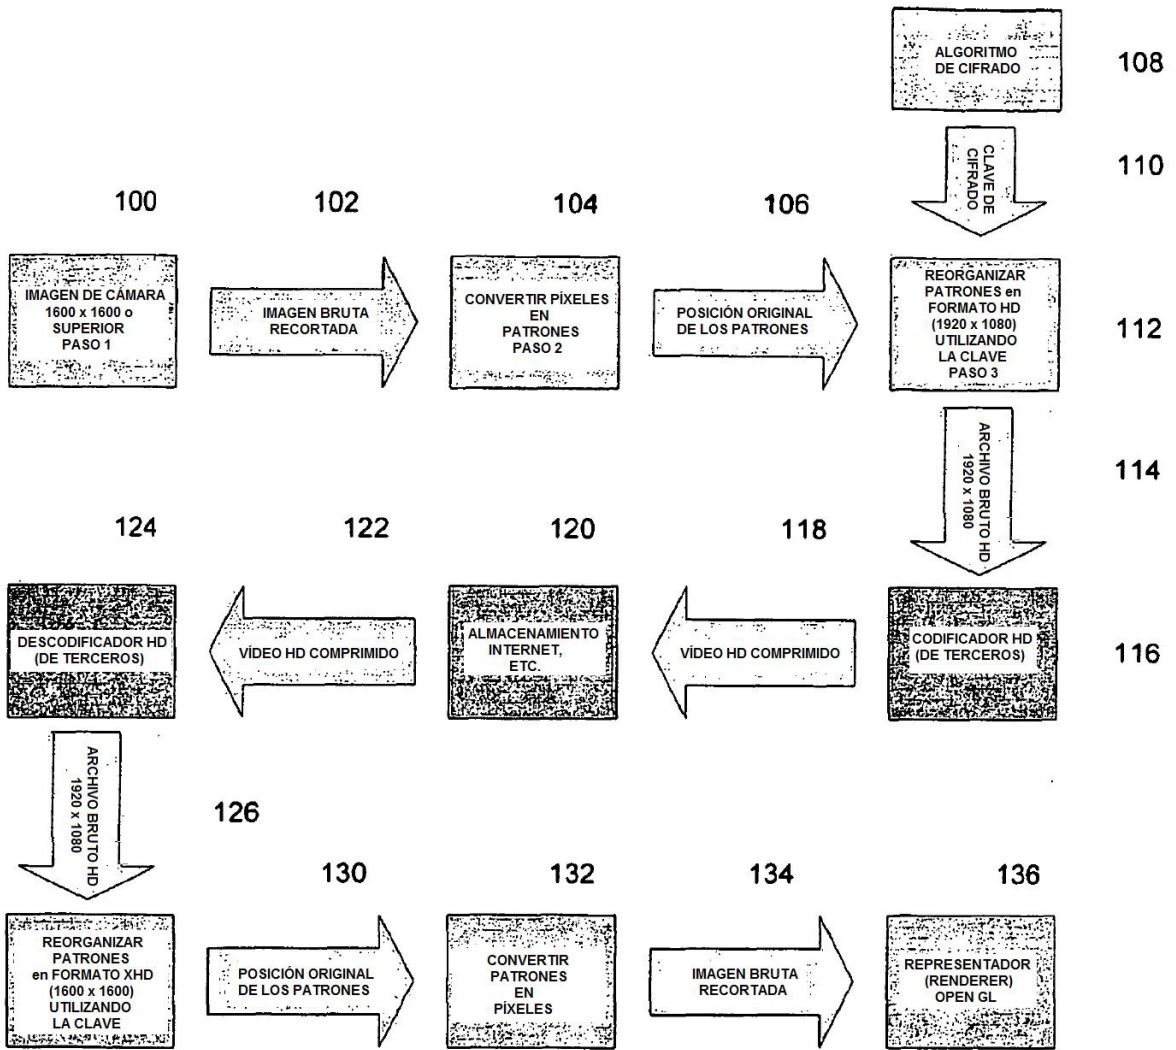 ALGORITMO
DE CIFRADO
108
CLAVE DE
CIFRADO
110
100
102
104
106
IMAGEN DE CÁMARA
1600 x 1600 o
SUPERIOR
PASO 1
IMAGEN BRUTA
RECORTADA
CONVERTIR PÍXELES
EN
PATRONES
PASO 2
POSICIÓN ORIGINAL
DE LOS PATRONES
REORGANIZAR
PATRONES en
FORMATO HD
(1920 x 1080)
UTILIZANDO
LA CLAVE
PASO 3
112
ARCHIVO BRUTO HD
1920 x 1080
114
124
122
120
118
DESCODIFICADOR HD
(DE TERCEROS)
VÍDEO HD COMPRIMIDO
ALMACENAMIENTO
INTERNET,
ETC.
VÍDEO HD COMPRIMIDO
CODIFICADOR HD
(DE TERCEROS)
116
ARCHIVO BRUTO HD
1920 x 1080
126
130
132
134
136
REORGANIZAR
PATRONES
en FORMATO XHD
(1600 x 1600)
UTILIZANDO
LA CLAVE
POSICIÓN ORIGINAL
DE LOS PATRONES
CONVERTIR
PATRONES
EN
PÍXELES
IMAGEN BRUTA
RECORTADA
REPRESENTADOR
(RENDERER)
OPEN GL